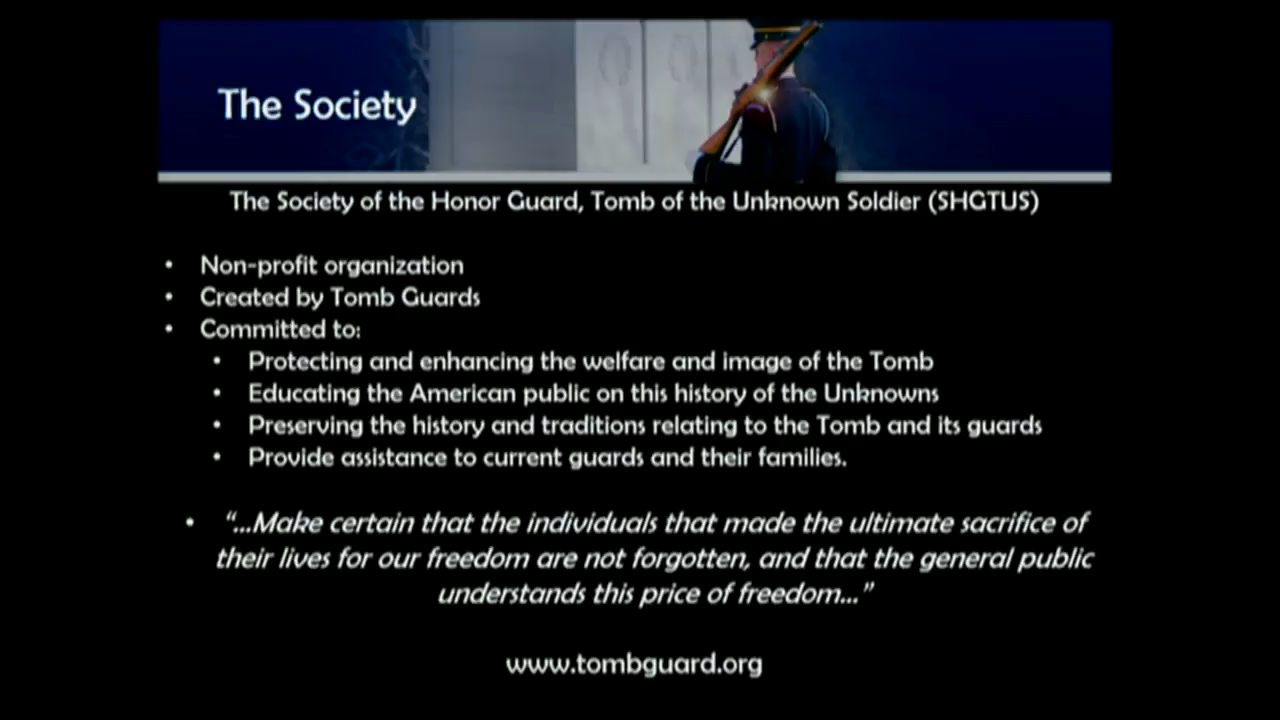 The Society
The Society of the Honor Guard, Tomb of the Unknown Soldier (SHGTUS)
• Non-profit organization
• Created by Tomb Guards
• Committed to:
• Protecting and enhancing the welfare and image of the Tomb
• Educating the American public on this history of the Unknowns
• Preserving the history and traditions relating to the Tomb and its guards
• Provide assistance to current guards and their families.
• “...Make certain that the individuals that made the ultimate sacrifice of
their lives for our freedom are not forgotten, and that the general public
understands this price of freedom...”
www.tombguard.org